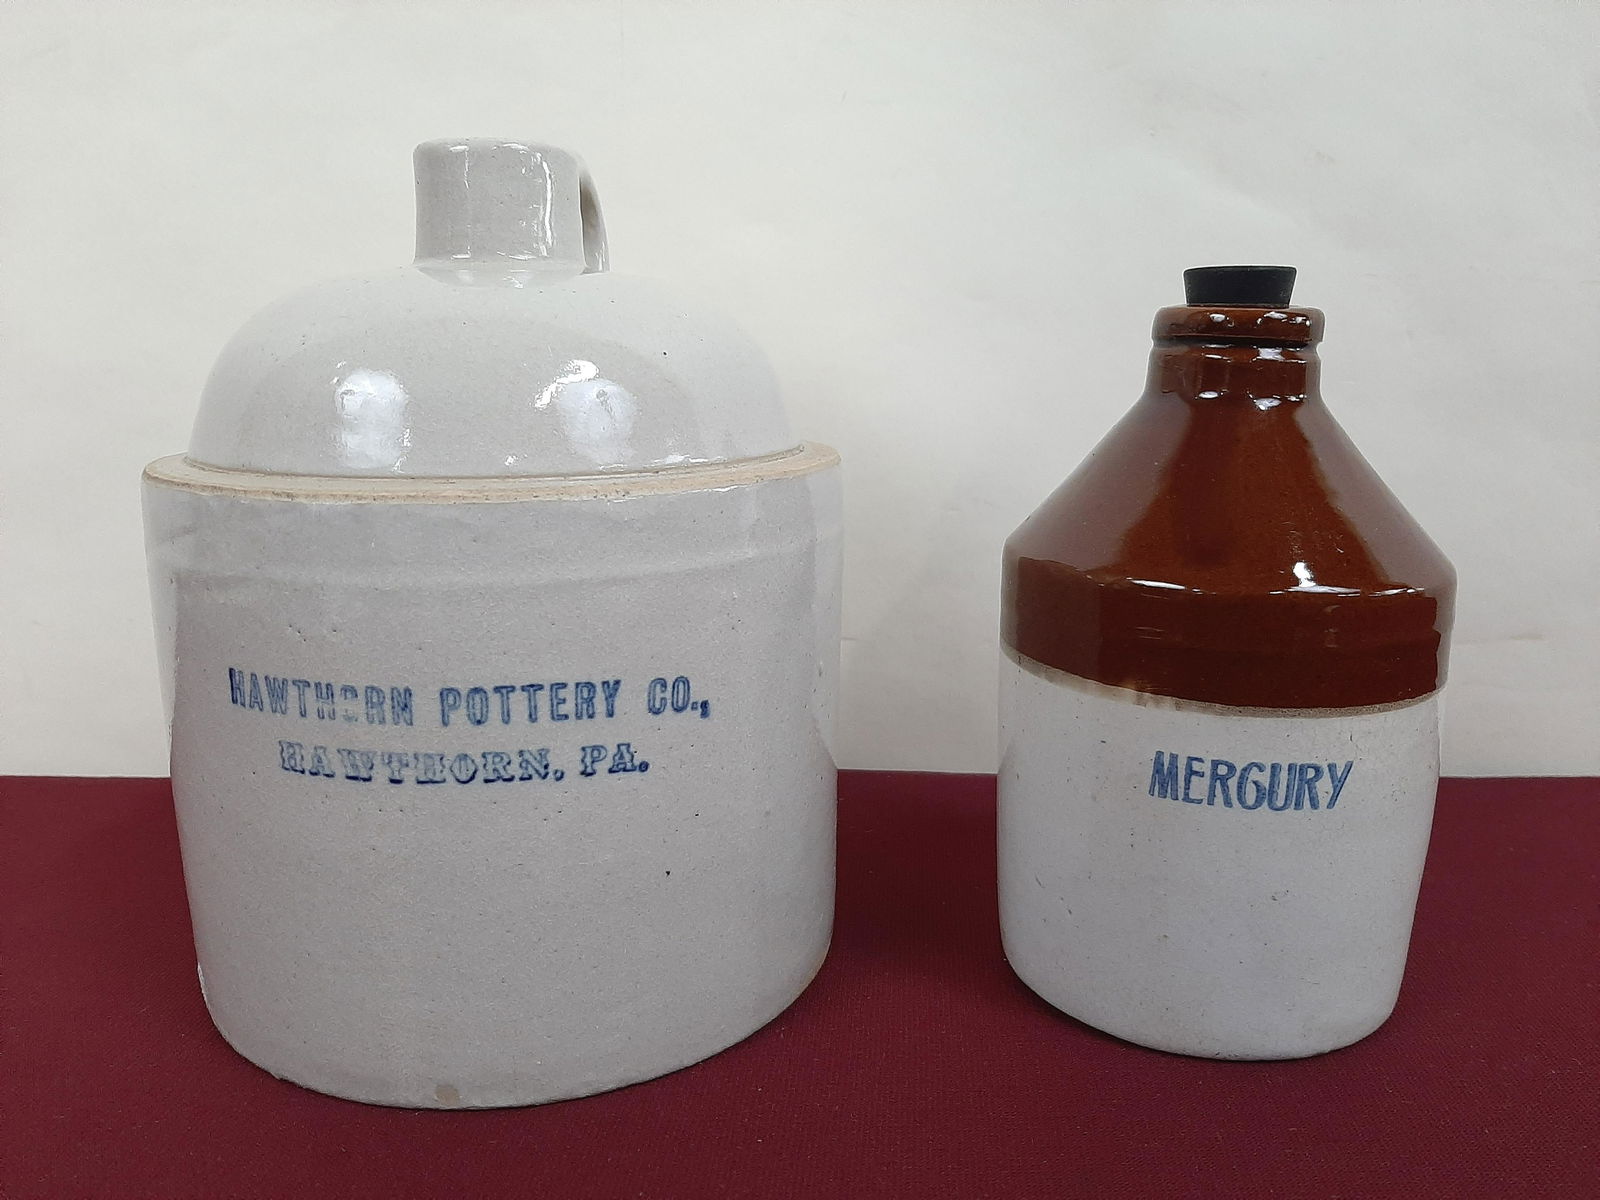 HAWTHORN POTTERY CO.,
HAWTHORN, PA.
MERGURY